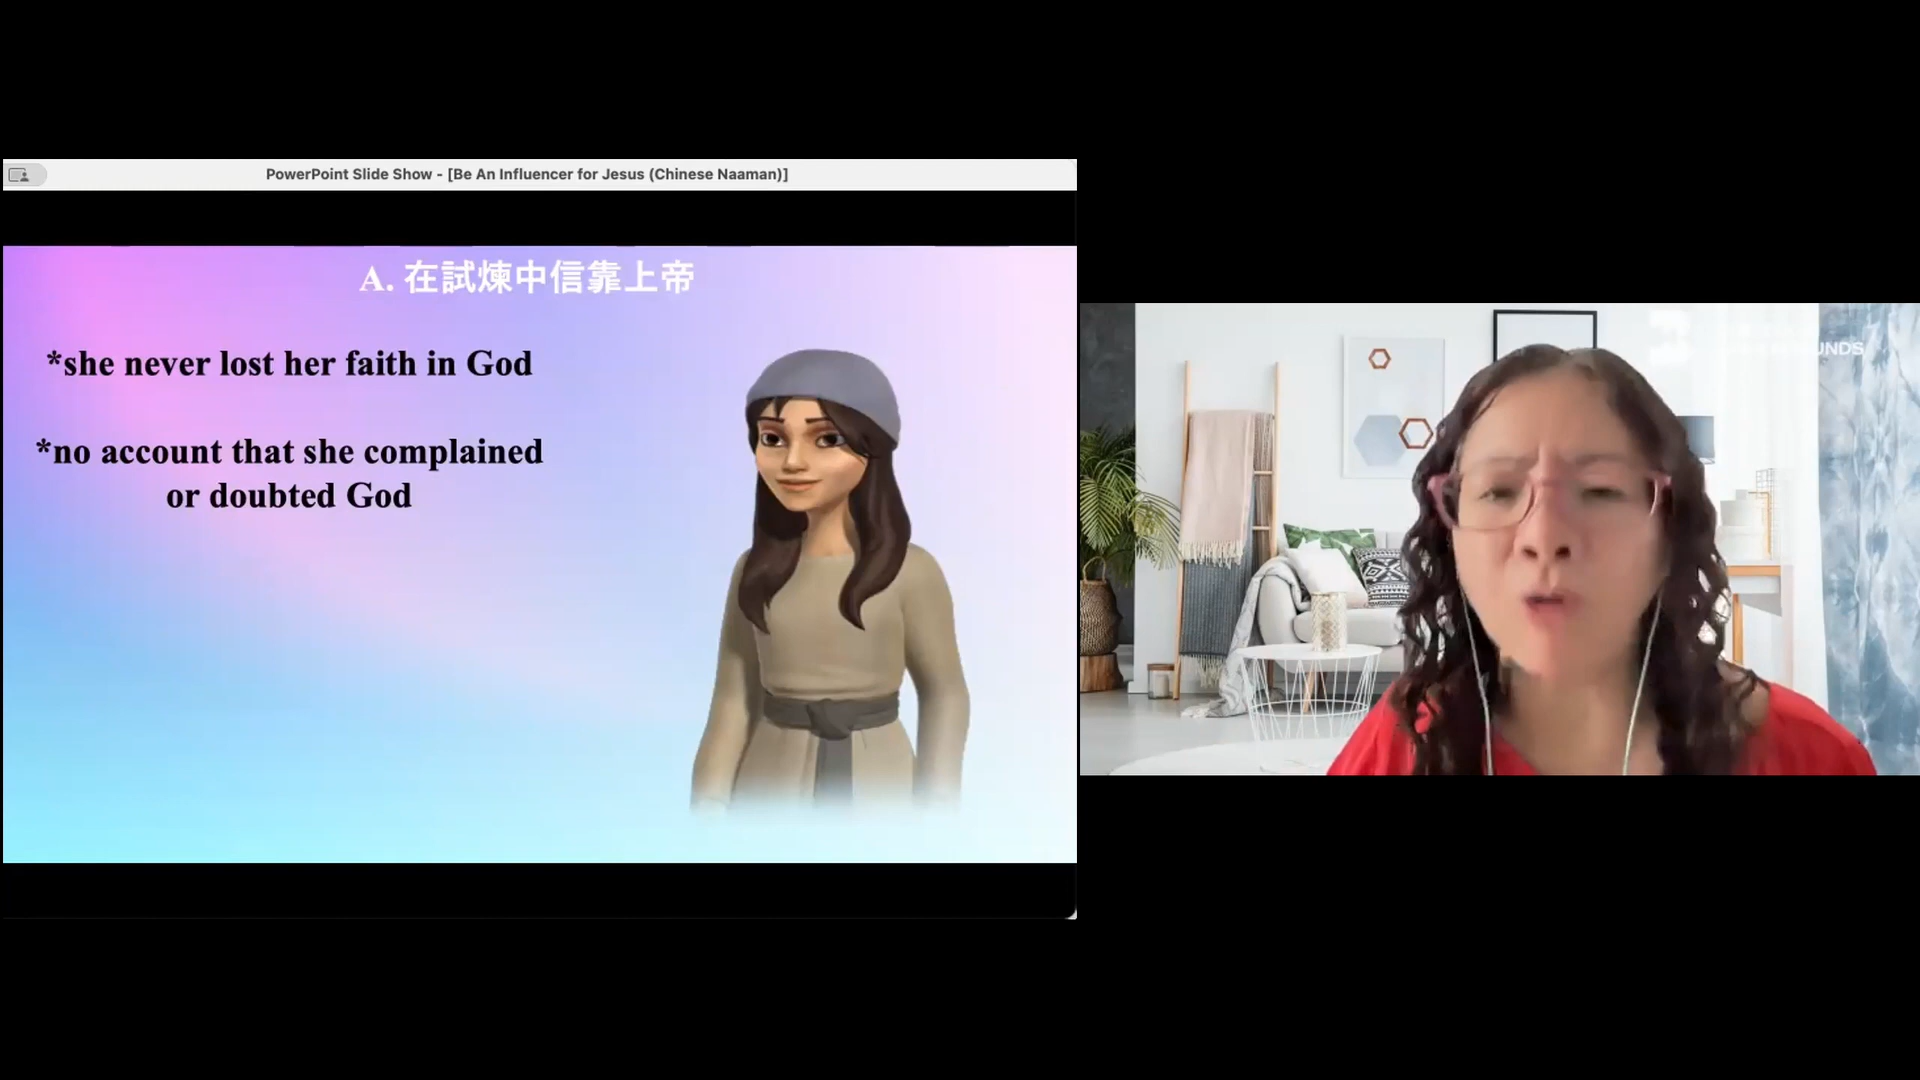 PowerPoint Slide Show - [Be An Influencer for Jesus (Chinese Naaman)]
A. 在試煉中信靠上帝
*she never lost her faith in God
*no account that she complained
or doubted God